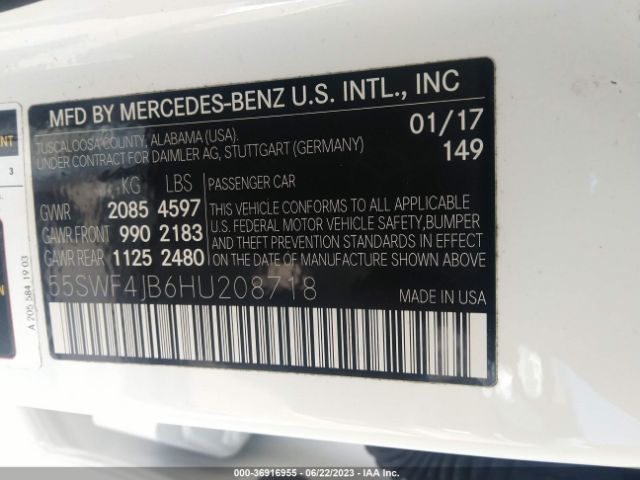 MFD BY MERCEDES-BENZ U.S. INTL., INC
TUSCALOOSA COUNTY, ALABAMA (USA).
UNDER CONTRACT FOR DAIMLER AG, STUTTGART (GERMANY)
01/17
149
KG LBS
GVWR 2085 4597
GAWR FRONT 990 2183
GAWR REAR 1125 2480
PASSENGER CAR
THIS VEHICLE CONFORMS TO ALL APPLICABLE
U.S. FEDERAL MOTOR VEHICLE SAFETY,BUMPER
AND THEFT PREVENTION STANDARDS IN EFFECT
ON THE DATE OF MANUFACTURE SHOWN ABOVE.
55SWF4JB6HU208718
MADE IN USA
A 205 584 19 03
3
000-36916955 - 06/22/2023 - IAA Inc.